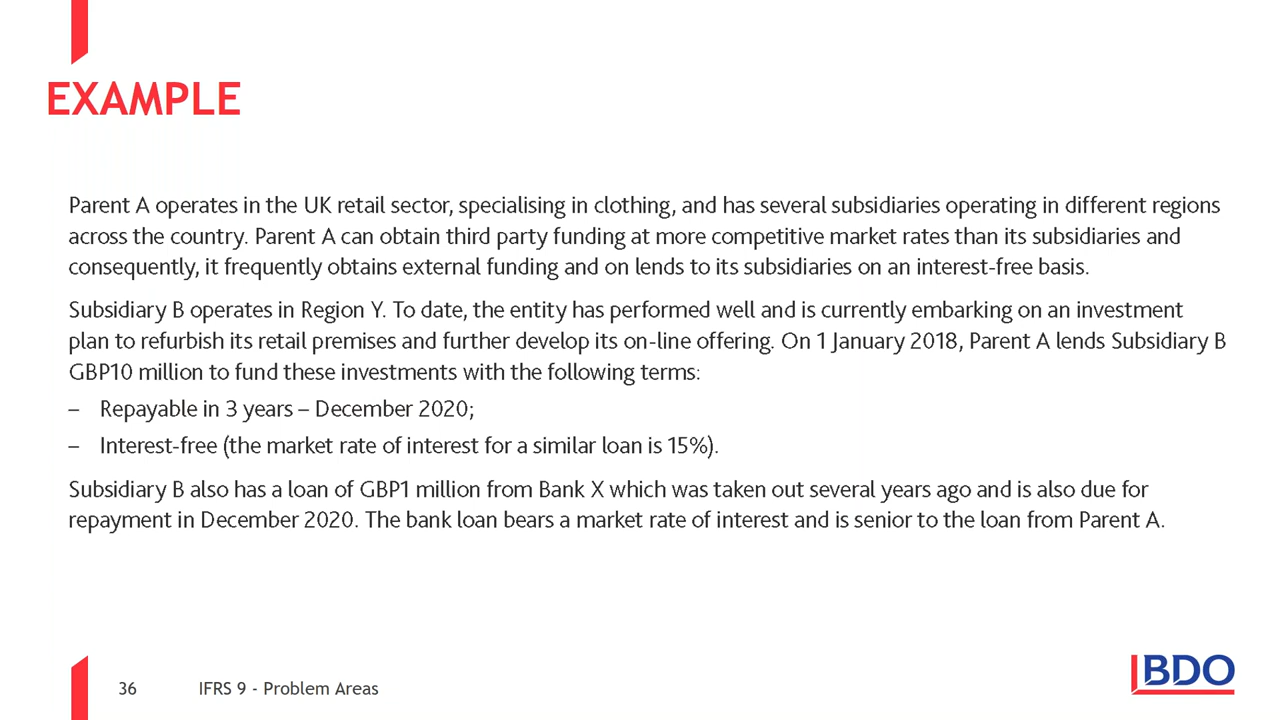 EXAMPLE
Parent A operates in the UK retail sector, specialising in clothing, and has several subsidiaries operating in different regions
across the country. Parent A can obtain third party funding at more competitive market rates than its subsidiaries and
consequently, it frequently obtains external funding and on lends to its subsidiaries on an interest-free basis.
Subsidiary B operates in Region Y. To date, the entity has performed well and is currently embarking on an investment
plan to refurbish its retail premises and further develop its on-line offering. On 1 January 2018, Parent A lends Subsidiary B
GBP10 million to fund these investments with the following terms:
– Repayable in 3 years – December 2020;
– Interest-free (the market rate of interest for a similar loan is 15%).
Subsidiary B also has a loan of GBP1 million from Bank X which was taken out several years ago and is also due for
repayment in December 2020. The bank loan bears a market rate of interest and is senior to the loan from Parent A.
36 IFRS 9 - Problem Areas
BDO